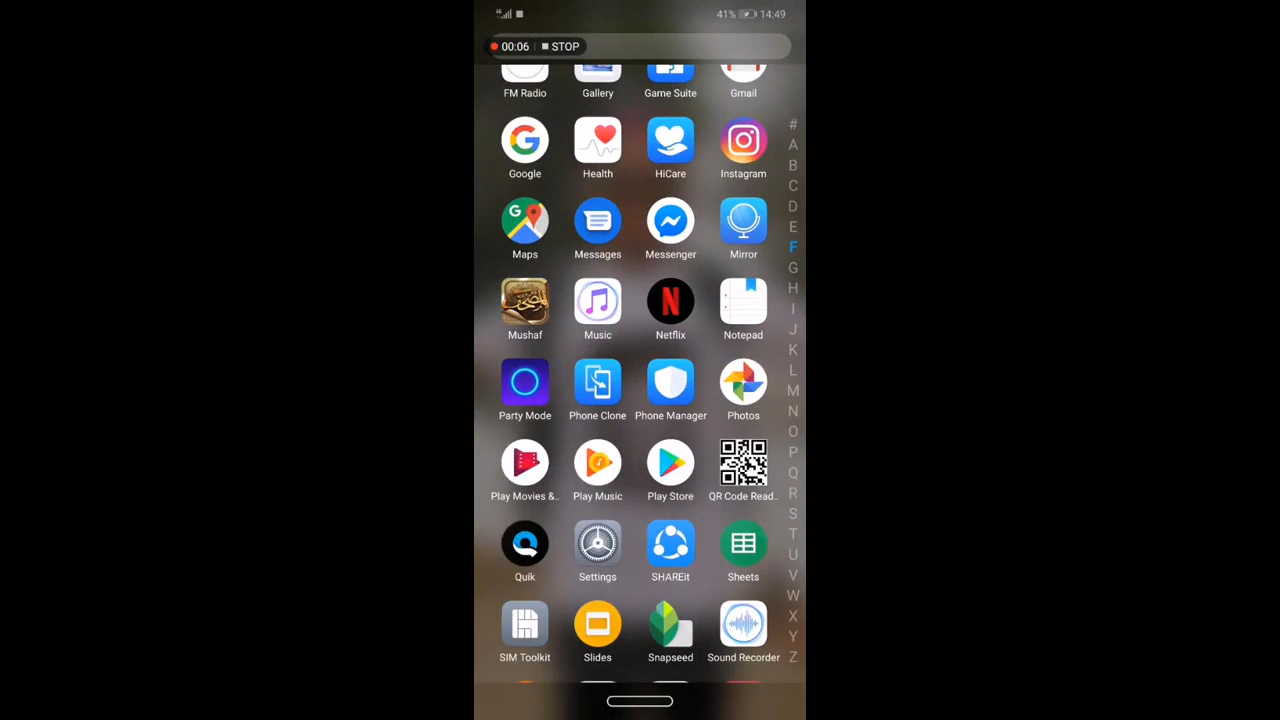 41% 14:49
00:06 STOP
FM Radio Gallery Game Suite Gmail
#
Google Health HiCare Instagram
A
B
C
D
Maps Messages Messenger Mirror
E
F
G
H
Mushaf Music Netflix Notepad
I
J
K
L
Party Mode Phone Clone Phone Manager Photos
M
N
O
P
Play Movies &.. Play Music Play Store QR Code Read..
Q
R
S
T
Quik Settings SHAREit Sheets
U
V
W
X
SIM Toolkit Slides Snapseed Sound Recorder
Y
Z